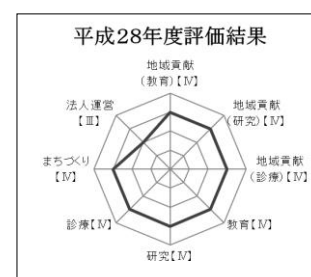 平成28年度評価結果
地域貢献
(教育)【Ⅳ】
地域貢献
(研究)【Ⅳ】
地域貢献
(診療)【Ⅳ】
教育【Ⅳ】
研究【Ⅳ】
診療【Ⅳ】
まちづくり
【Ⅳ】
法人運営
【Ⅲ】